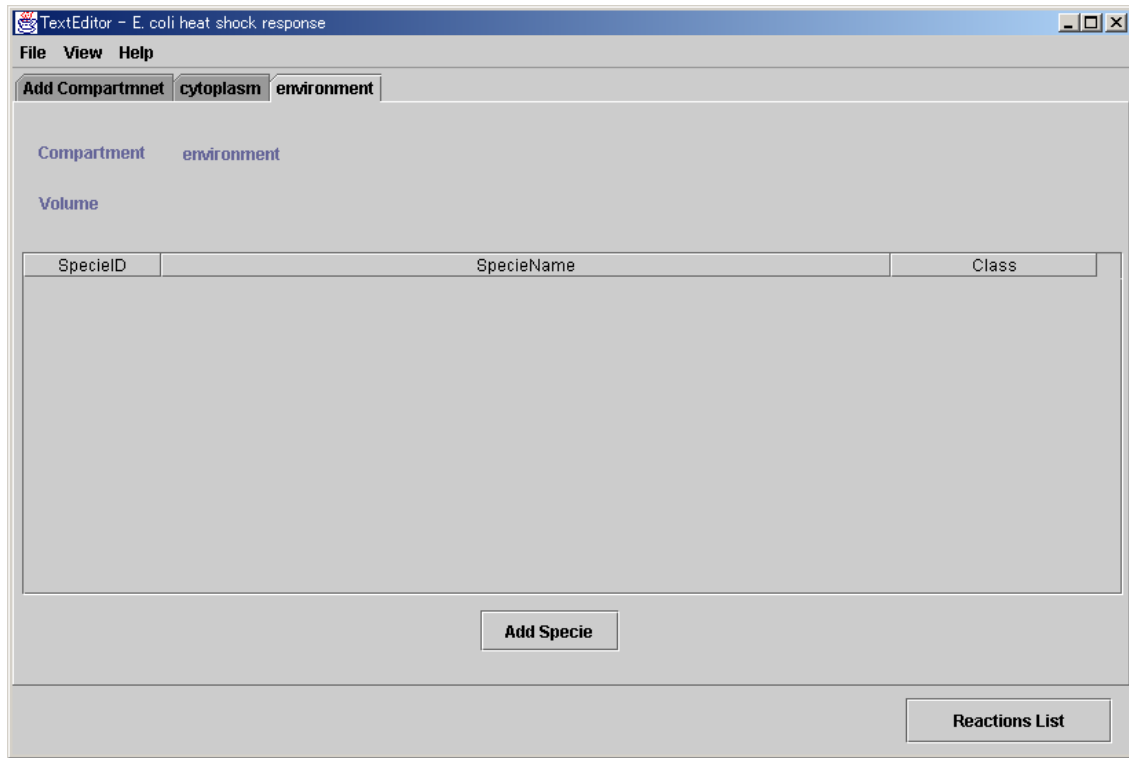 TextEditor - E. coli heat shock response
File View Help
Add Compartmnet cytoplasm environment
Compartment environment
Volume
SpecieID SpecieName Class
Add Specie
Reactions List